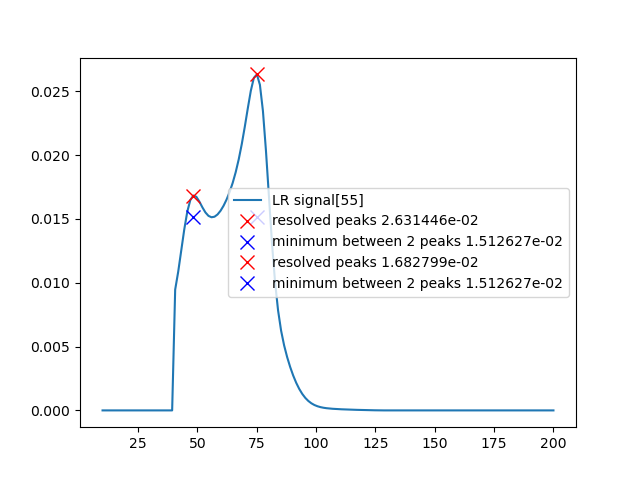 0.025
0.020
0.015
0.010
0.005
0.000
LR signal[55]
resolved peaks 2.631446e-02
minimum between 2 peaks 1.512627e-02
resolved peaks 1.682799e-02
minimum between 2 peaks 1.512627e-02
25 50 75 100 125 150 175 200